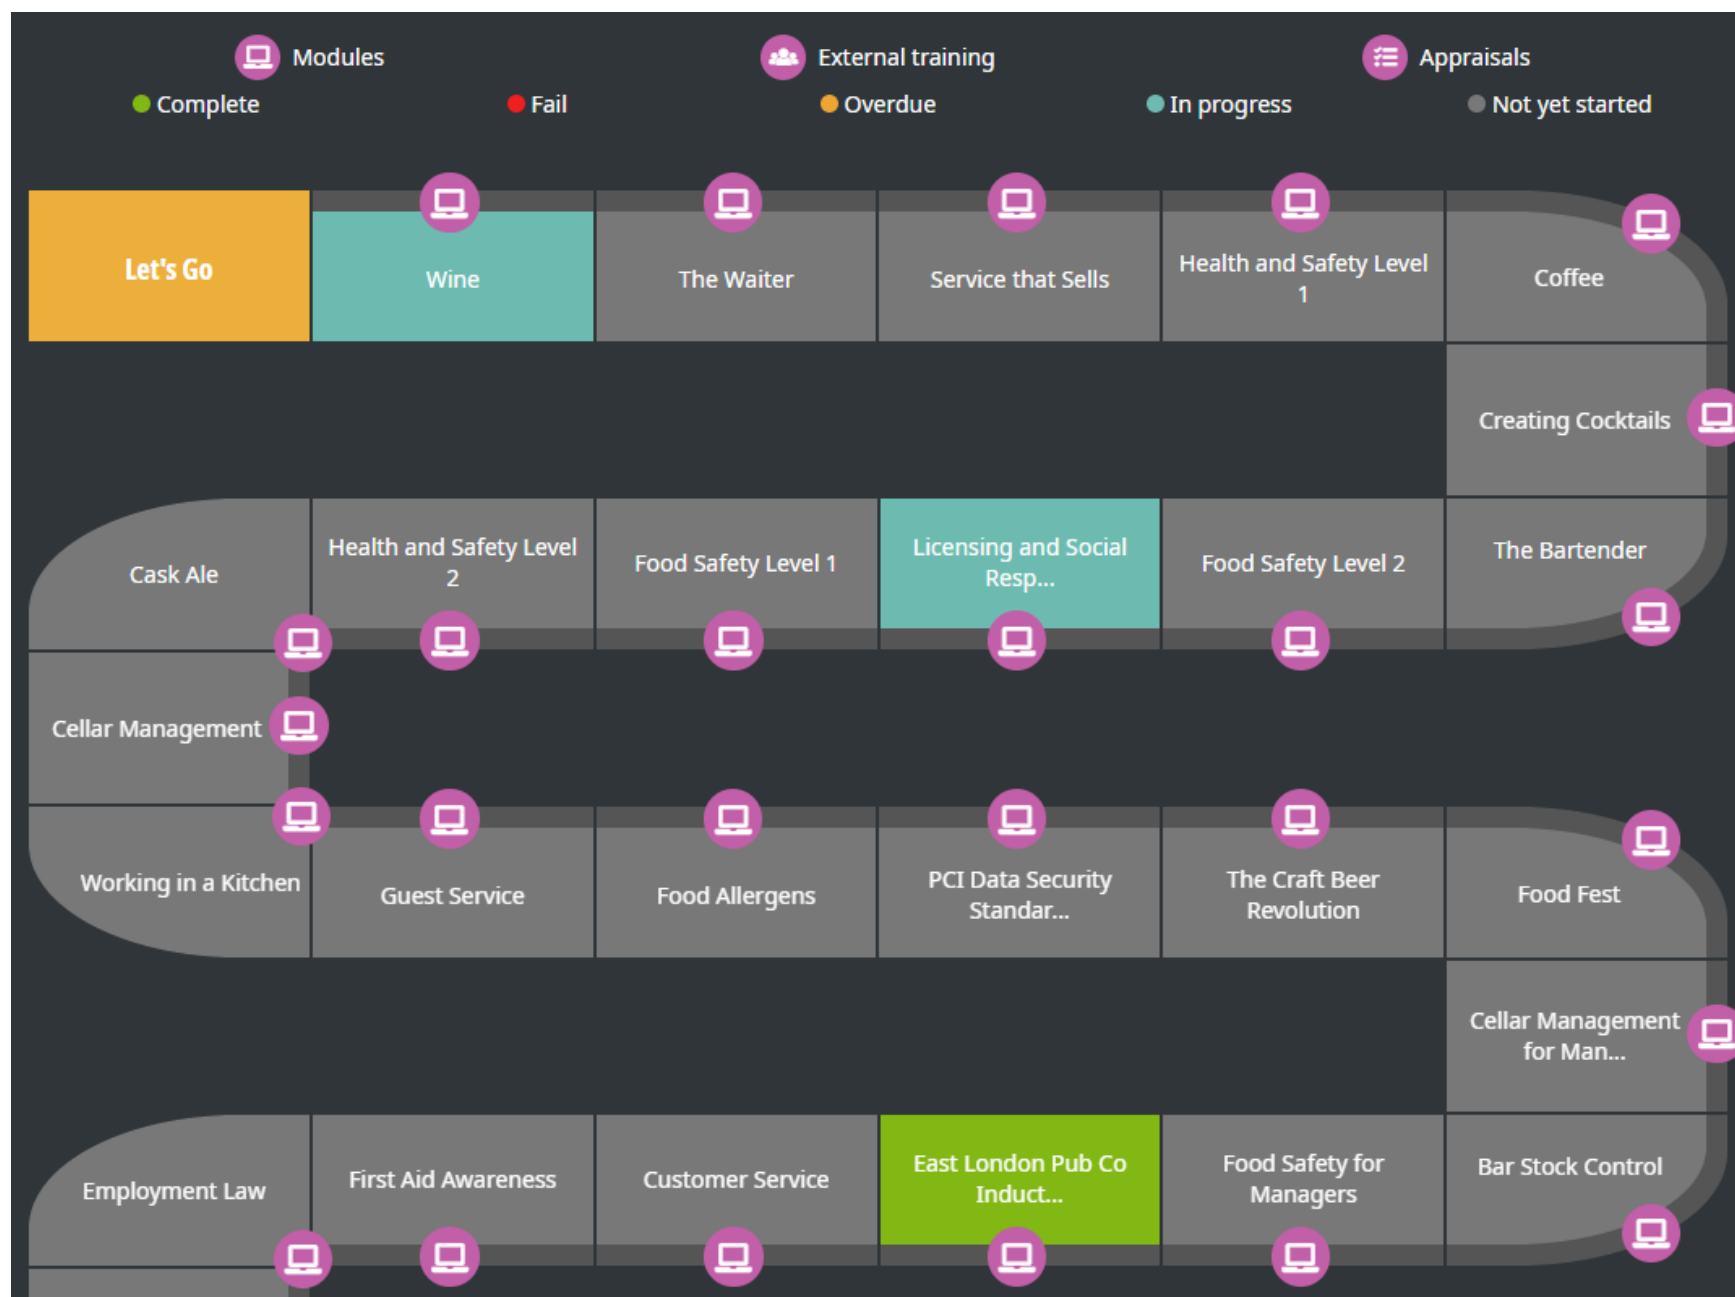 Modules
External training
Appraisals
Complete
Fail
Overdue
In progress
Not yet started
Let's Go
Wine
The Waiter
Service that Sells
Health and Safety Level
1
Coffee
Creating Cocktails
Cask Ale
Health and Safety Level
2
Food Safety Level 1
Licensing and Social
Resp...
Food Safety Level 2
The Bartender
Cellar Management
Working in a Kitchen
Guest Service
Food Allergens
PCI Data Security
Standar...
The Craft Beer
Revolution
Food Fest
Cellar Management
for Man...
Employment Law
First Aid Awareness
Customer Service
East London Pub Co
Induct...
Food Safety for
Managers
Bar Stock Control